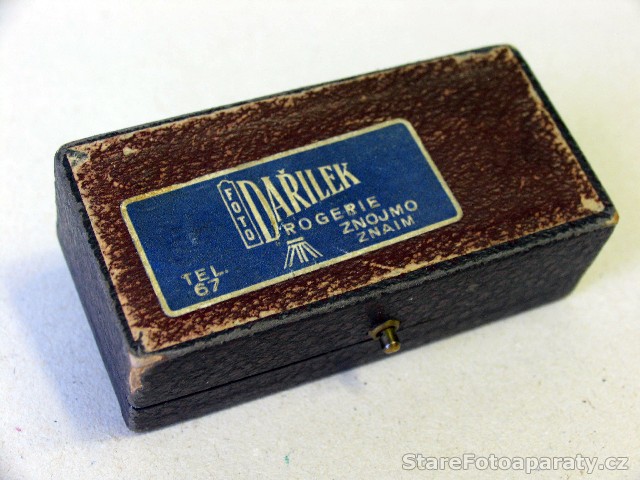 FOTO
DAŘILEK
DROGERIE
ZNOJMO
ZNAIM
TEL.
67
StareFotoaparaty.cz